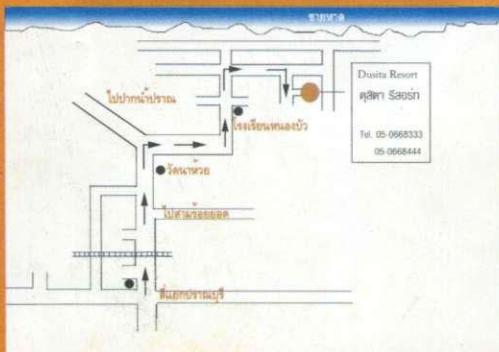 ชายหาด
Dusita Resort
ดุสิตา รีสอร์ท
Tel. 05-0668333
05-0668444
ไปปากน้ำปราณ
โรงเรียนหนองบัว
วัดนาห้วย
ไปสามร้อยยอด
สี่แยกปราณบุรี